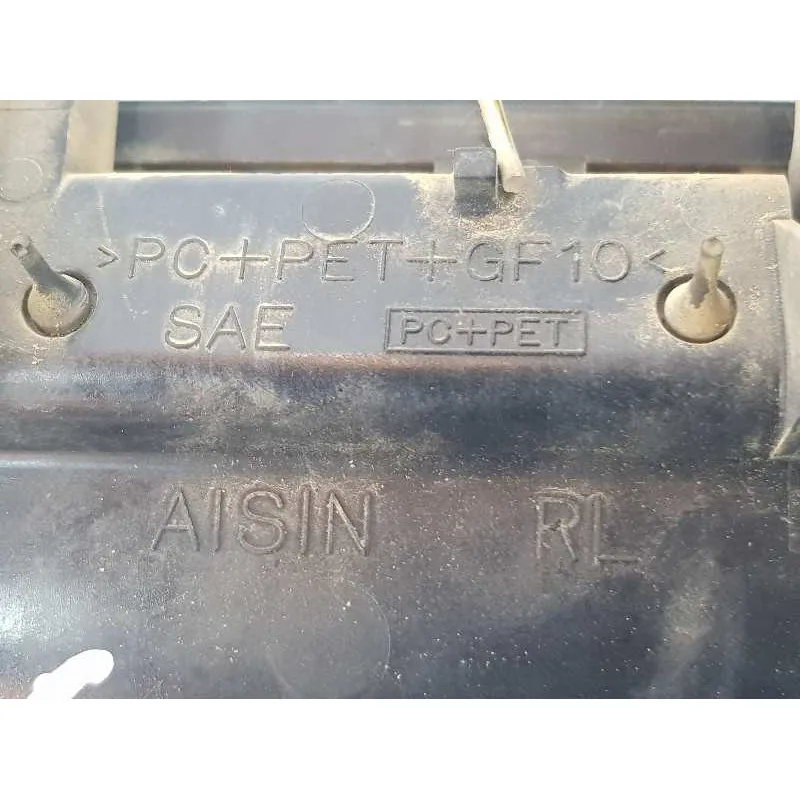 >PC+PET+GF10<
SAE PC+PET
AISIN RL